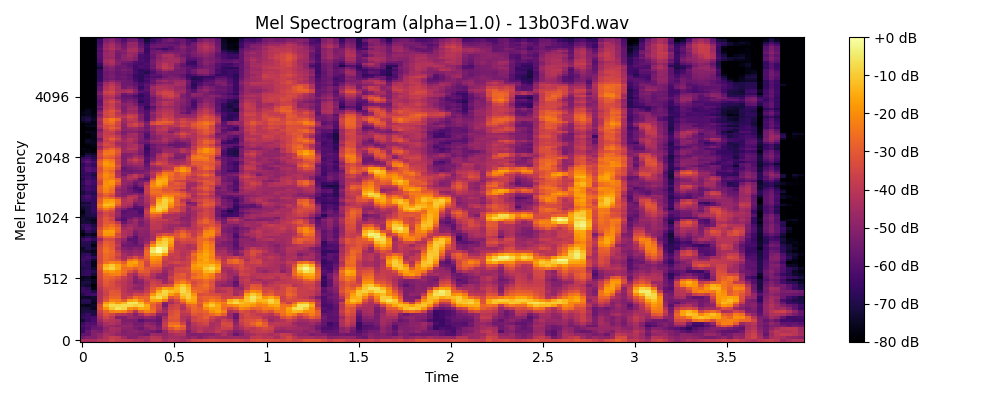 Mel Spectrogram (alpha=1.0) - 13b03Fd.wav
Mel Frequency
4096
2048
1024
512
0
0
0.5
1
1.5
2
2.5
3
3.5
Time
+0 dB
-10 dB
-20 dB
-30 dB
-40 dB
-50 dB
-60 dB
-70 dB
-80 dB